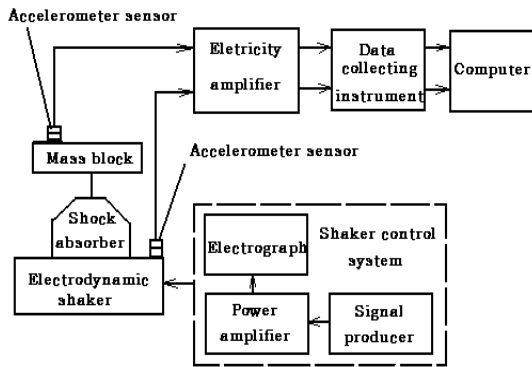 Accelerometer sensor
Eletricity
amplifier
Data
collecting
instrument
Computer
Mass block
Accelerometer sensor
Shock
absorber
Electrodynamic
shaker
Electrograph
Shaker control
system
Power
amplifier
Signal
producer